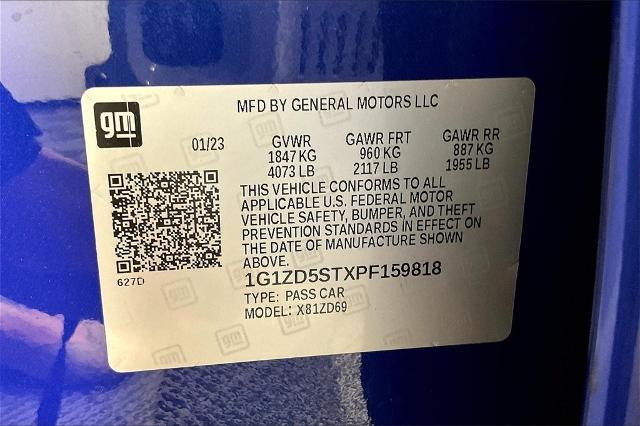 MFD BY GENERAL MOTORS LLC
gm
01/23 GVWR GAWR FRT GAWR RR
1847 KG 960 KG 887 KG
4073 LB 2117 LB 1955 LB
THIS VEHICLE CONFORMS TO ALL
APPLICABLE U.S. FEDERAL MOTOR
VEHICLE SAFETY, BUMPER, AND THEFT
PREVENTION STANDARDS IN EFFECT ON
THE DATE OF MANUFACTURE SHOWN
ABOVE.
627D
1G1ZD5STXPF159818
TYPE: PASS CAR
MODEL: X81ZD69